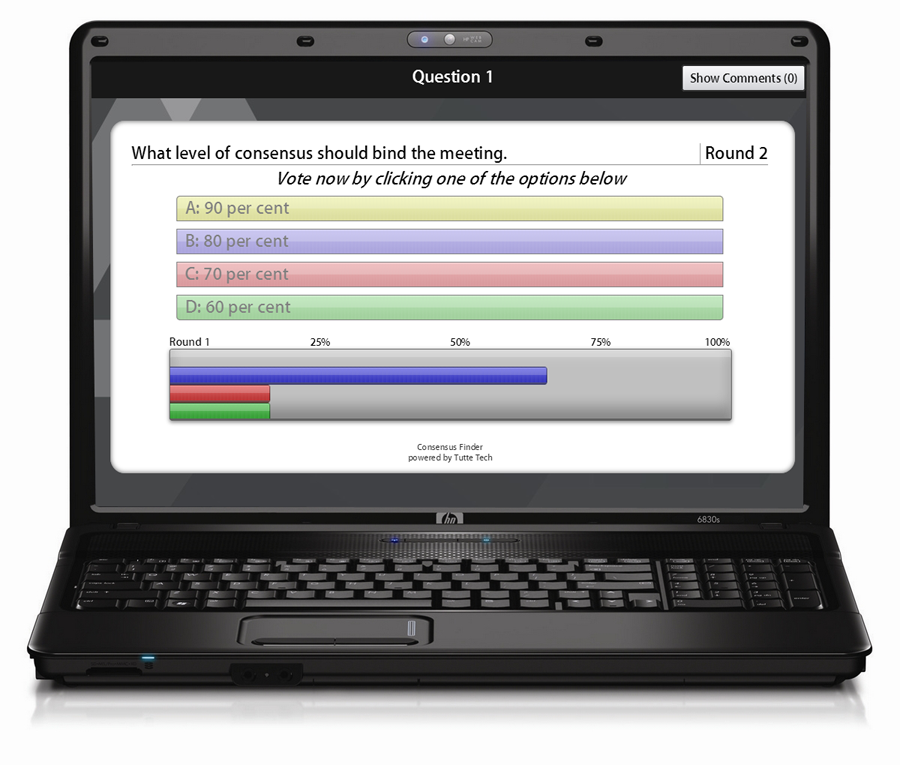 Question 1
Show Comments (0)
What level of consensus should bind the meeting.
Round 2
Vote now by clicking one of the options below
A: 90 per cent
B: 80 per cent
C: 70 per cent
D: 60 per cent
Round 1 25% 50% 75% 100%
Consensus Finder
powered by Tutte Tech
hp
6830s